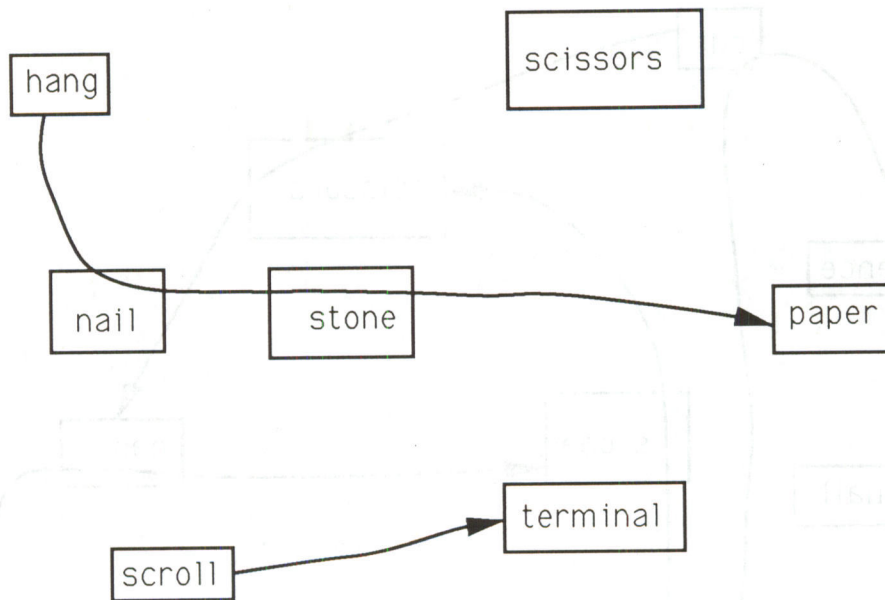 scissors
hang
nail
stone
paper
terminal
scroll